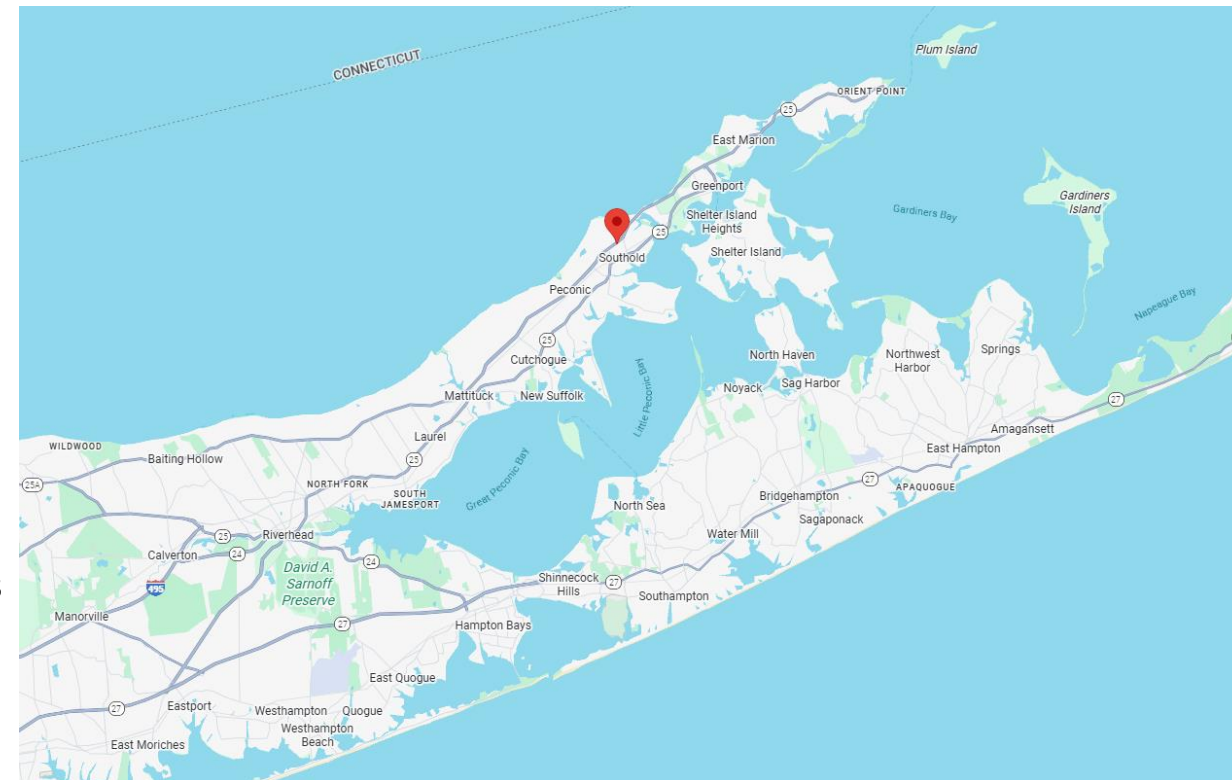 Plum Island
CONNECTICUT
ORIENT POINT
25
East Marion
Greenport
Gardiners
Island
Shelter Island
Heights
Gardiners Bay
25
Shelter Island
Southold
Peconic
Napeague Bay
25
Cutchogue
North Haven
Northwest
Harbor
Springs
Little Peconic Bay
Noyack
Sag Harbor
Mattituck
New Suffolk
27
Laurel
Amagansett
WILDWOOD
Baiting Hollow
25
East Hampton
25A
NORTH FORK
SOUTH
JAMESPORT
Great Peconic Bay
27
APAQUOGUE
Bridgehampton
North Sea
Sagaponack
25
Riverhead
Water Mill
Calverton
24
24
David A.
Sarnoff
Preserve
495
Shinnecock
Hills
27
Southampton
Manorville
27
Hampton Bays
East Quogue
27
Eastport
Westhampton
Quogue
Westhampton
Beach
East Moriches